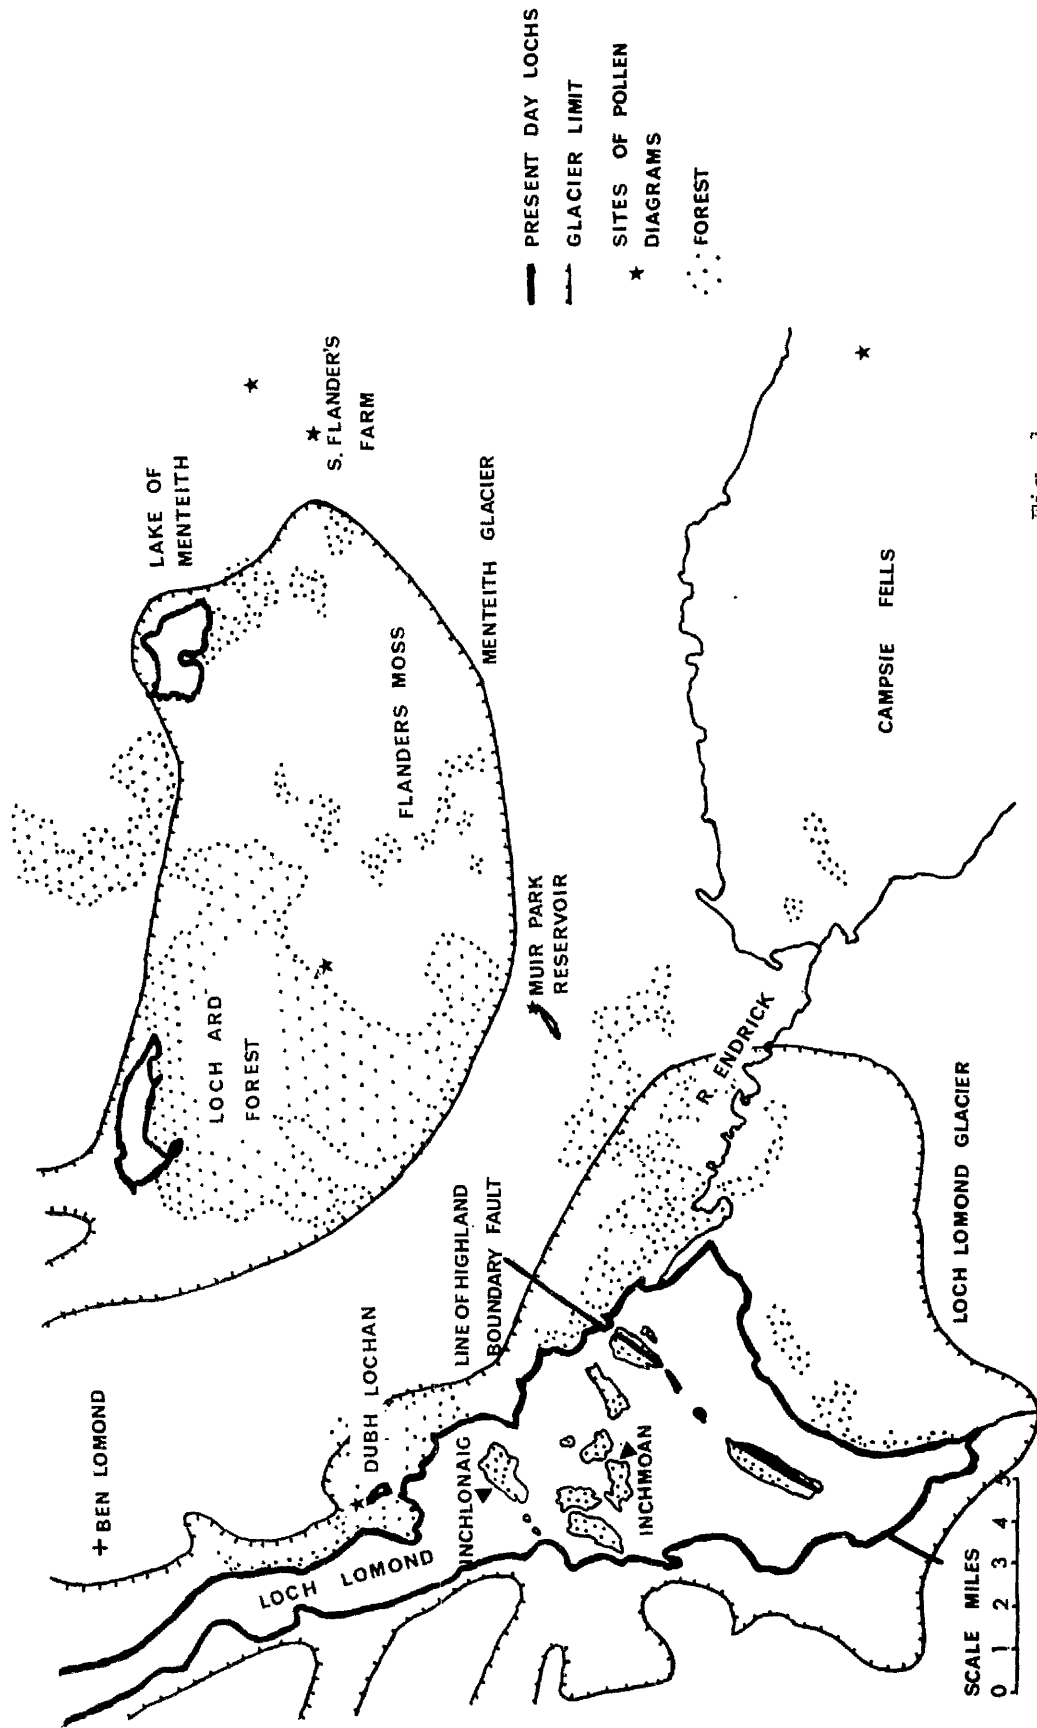 + BEN LOMOND
LOCH LOMOND
DUBH LOCHAN
INCHLONAIG
INCHMOAN
LINE OF HIGHLAND
BOUNDARY FAULT
LOCH ARD
FOREST
LAKE OF
MENTEITH
S. FLANDER'S
FARM
FLANDERS MOSS
MENTEITH GLACIER
MUIR PARK
RESERVOIR
R. ENDRICK
CAMPSIE FELLS
LOCH LOMOND GLACIER
SCALE MILES
0 1 2 3 4 5
PRESENT DAY LOCHS
GLACIER LIMIT
SITES OF POLLEN
DIAGRAMS
FOREST